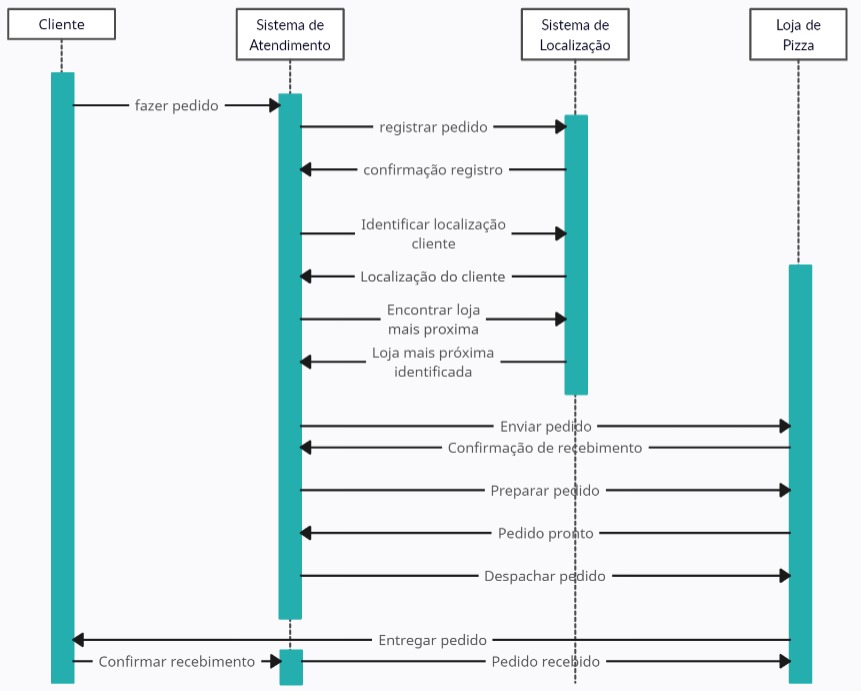 Cliente
Sistema de
Atendimento
Sistema de
Localização
Loja de
Pizza
fazer pedido
registrar pedido
confirmação registro
Identificar localização
cliente
Localização do cliente
Encontrar loja
mais proxima
Loja mais próxima
identificada
Enviar pedido
Confirmação de recebimento
Preparar pedido
Pedido pronto
Despachar pedido
Entregar pedido
Confirmar recebimento
Pedido recebido